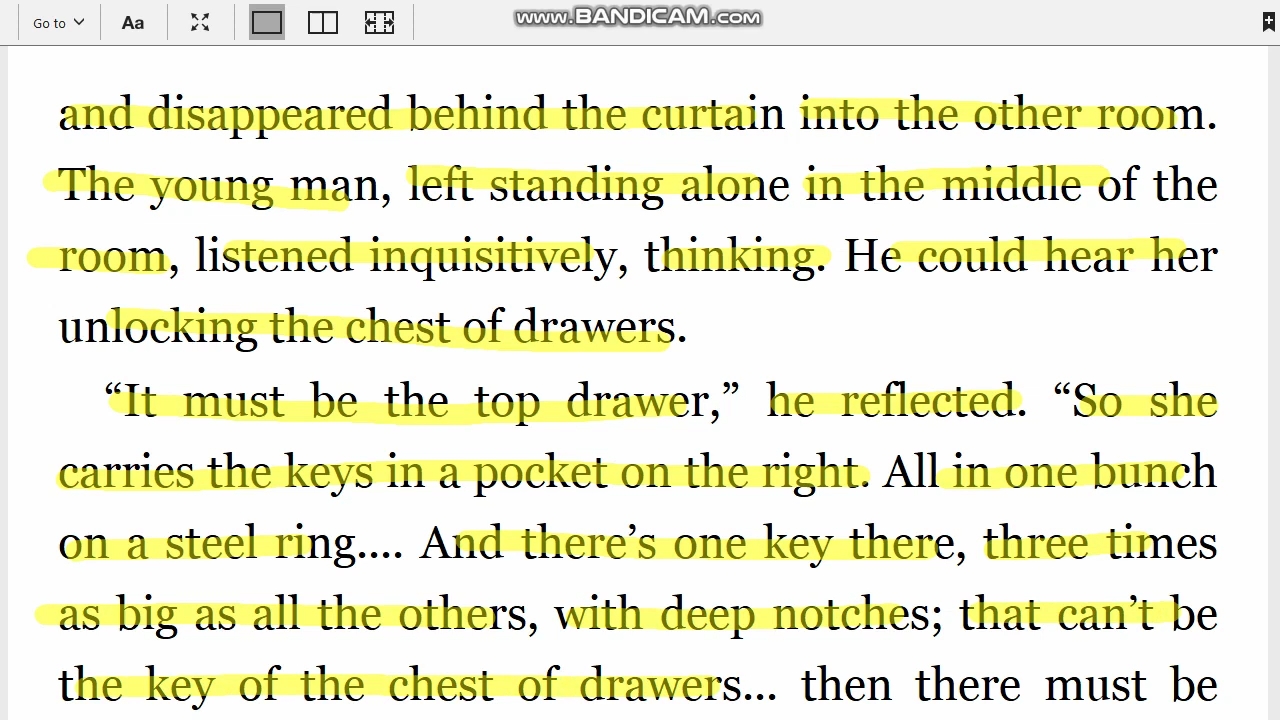 Go to Aa www.BANDICAM.com
and disappeared behind the curtain into the other room.
The young man, left standing alone in the middle of the
room, listened inquisitively, thinking. He could hear her
unlocking the chest of drawers.
“It must be the top drawer,” he reflected. “So she
carries the keys in a pocket on the right. All in one bunch
on a steel ring.... And there’s one key there, three times
as big as all the others, with deep notches; that can’t be
the key of the chest of drawers... then there must be